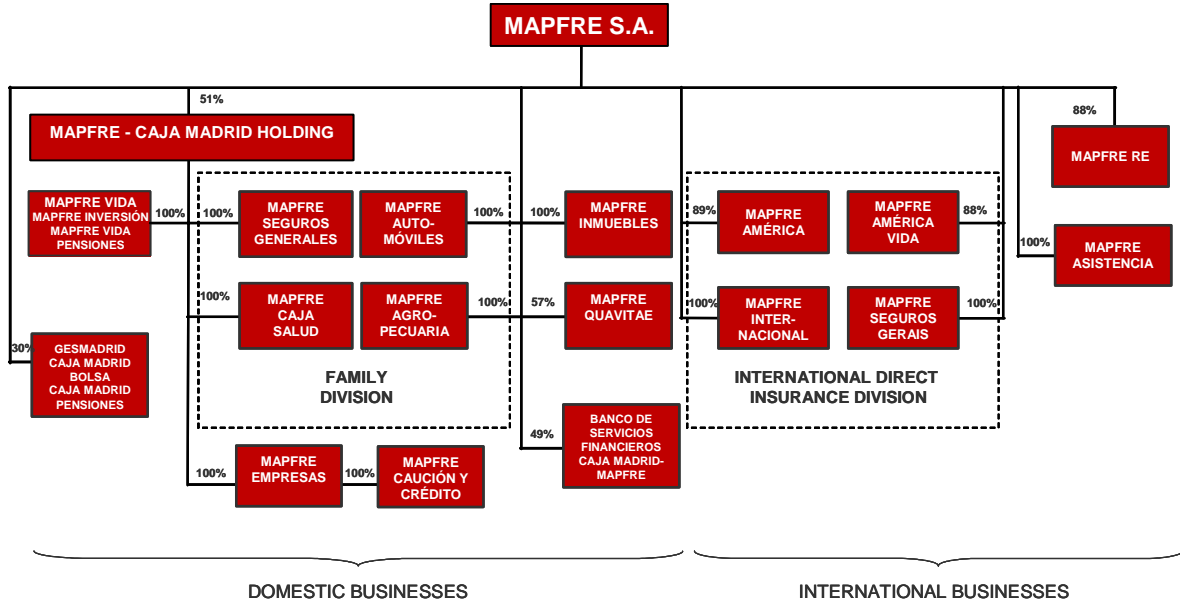 MAPFRE S.A.
51%
88%
MAPFRE - CAJA MADRID HOLDING
MAPFRE RE
MAPFRE VIDA
MAPFRE INVERSIÓN
MAPFRE VIDA
PENSIONES
100%
100%
MAPFRE
SEGUROS
GENERALES
MAPFRE
AUTO-
MÓVILES
100%
100%
MAPFRE
INMUEBLES
89%
MAPFRE
AMÉRICA
MAPFRE
AMÉRICA
VIDA
88%
100%
MAPFRE
ASISTENCIA
100%
MAPFRE
CAJA
SALUD
MAPFRE
AGRO-
PECUARIA
100%
57%
MAPFRE
QUAVITAE
100%
MAPFRE
INTER-
NACIONAL
MAPFRE
SEGUROS
GERAIS
100%
30%
GESMADRID
CAJA MADRID
BOLSA
CAJA MADRID
PENSIONES
FAMILY
DIVISION
INTERNATIONAL DIRECT
INSURANCE DIVISION
49%
BANCO DE
SERVICIOS
FINANCIEROS
CAJA MADRID-
MAPFRE
100%
MAPFRE
EMPRESAS
100%
MAPFRE
CAUCIÓN Y
CRÉDITO
DOMESTIC BUSINESSES
INTERNATIONAL BUSINESSES